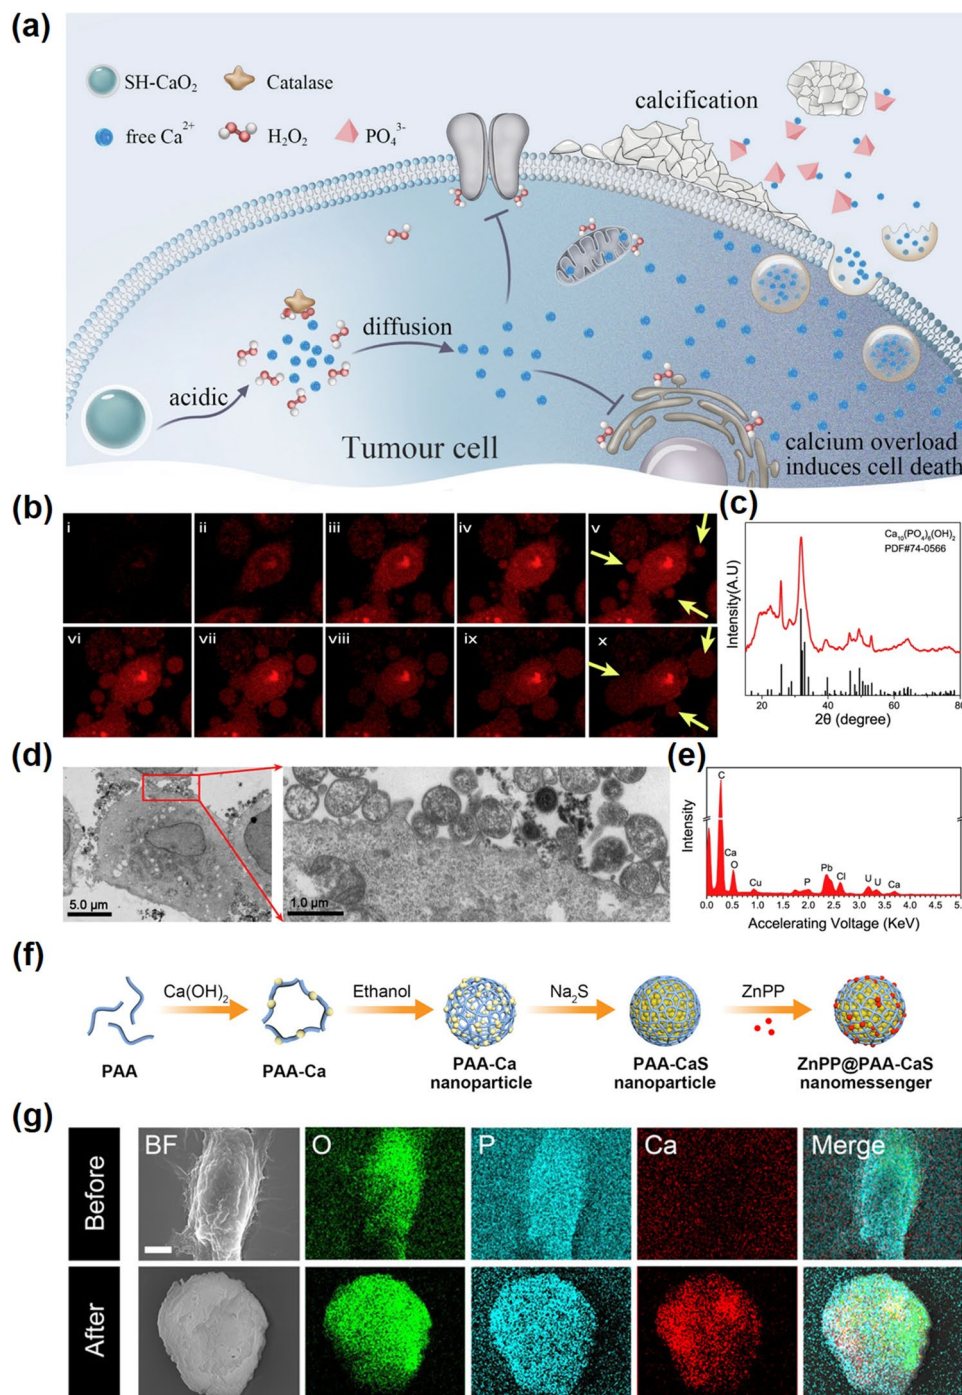 (a)
SH-CaO₂
Catalase
free Ca²⁺
H₂O₂
PO₄³⁻
calcification
diffusion
acidic
Tumour cell
calcium overload
induces cell death
(b)
i
ii
iii
iv
v
vi
vii
viii
ix
x
(c)
Ca₁₀(PO₄)₆(OH)₂
PDF#74-0566
Intensity(A.U)
20
40
60
80
2θ (degree)
(d)
5.0 μm
1.0 μm
(e)
C
Ca
O
Cu
P
Pb
Cl
U
U
Ca
Intensity
0.0 0.5 1.0 1.5 2.0 2.5 3.0 3.5 4.0 4.5 5.
Accelerating Voltage (KeV)
(f)
Ca(OH)₂
Ethanol
Na₂S
ZnPP
PAA
PAA-Ca
PAA-Ca
nanoparticle
PAA-CaS
nanoparticle
ZnPP@PAA-CaS
nanomessenger
(g)
Before
BF
O
P
Ca
Merge
After